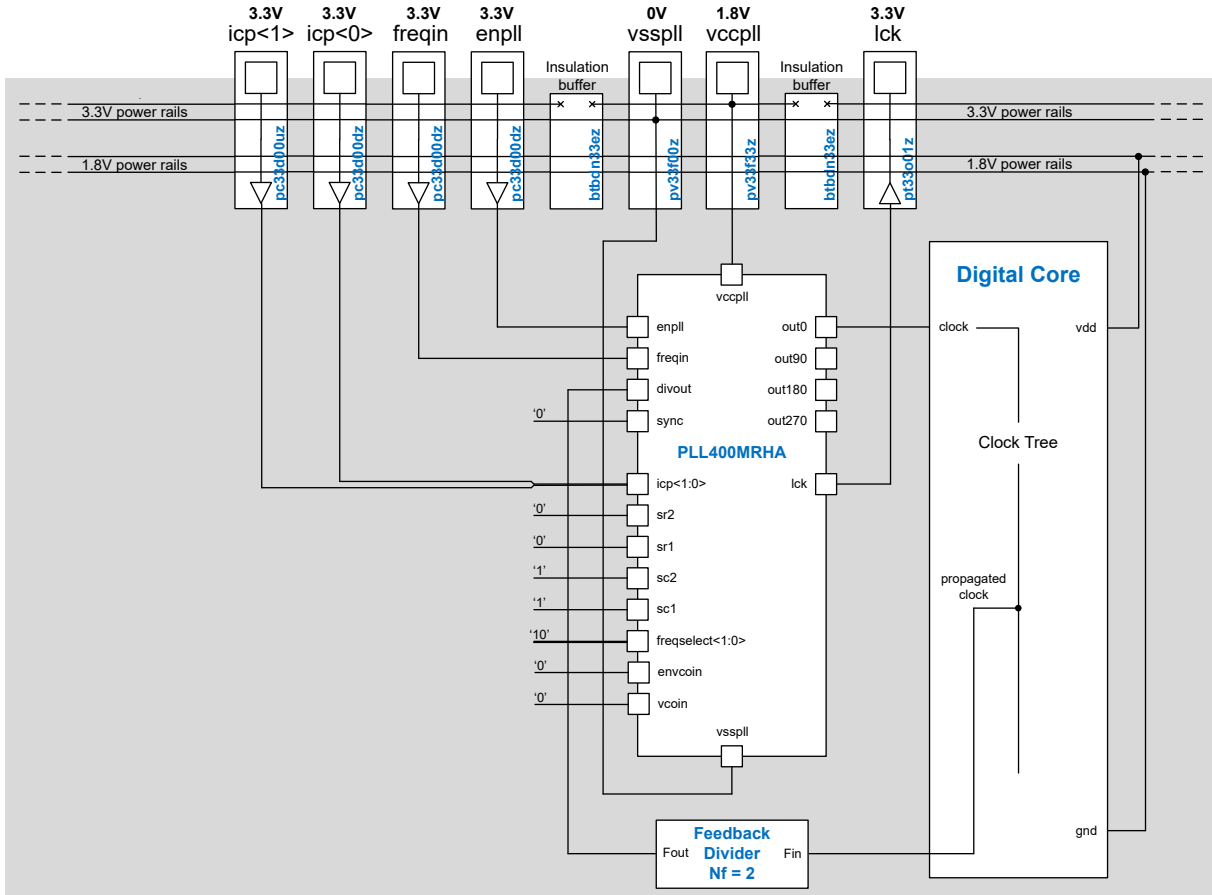 3.3V 3.3V 3.3V 3.3V 0V 1.8V 3.3V
icp<1> icp<0> freqin enpll vsspll vccpll lck
Insulation
buffer
Insulation
buffer
3.3V power rails
3.3V power rails
1.8V power rails
1.8V power rails
pc33d00uz
pc33d00dz
pc33d00dz
pc33d00dz
btbdn33ez
pv33f00z
pv33f33z
btbdn33ez
pt33o01z
vccpll
enpll
freqin
divout
'0'
sync
icp<1:0>
'0'
sr2
'0'
sr1
'1'
sc2
'1'
sc1
'10'
freqselect<1:0>
'0'
envcoin
'0'
vcoin
PLL400MRHA
out0
out90
out180
out270
lck
vsspll
Digital Core
clock
vdd
Clock Tree
propagated
clock
gnd
Feedback
Divider
Nf = 2
Fout
Fin